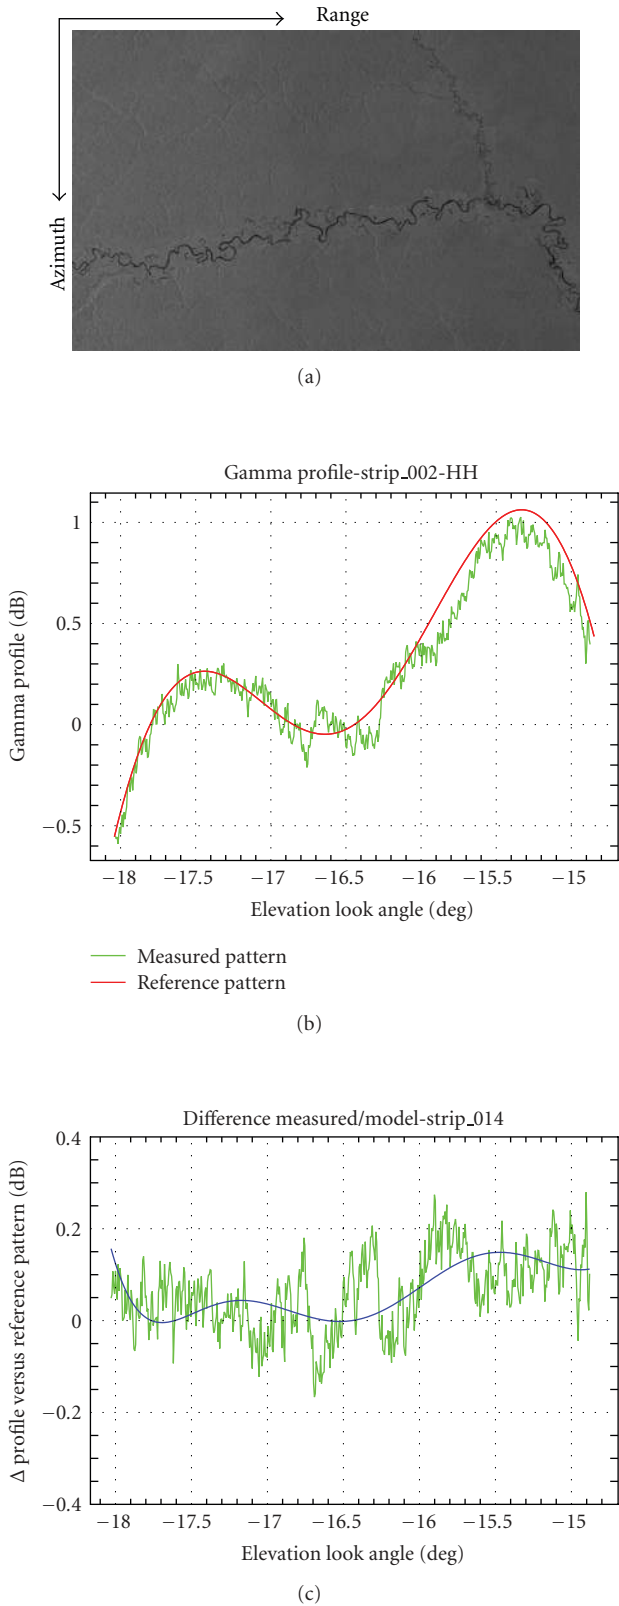 Range
Azimuth
(a)
Gamma profile-strip_002-HH
1
0.5
0
−0.5
Gamma profile (dB)
−18 −17.5 −17 −16.5 −16 −15.5 −15
Elevation look angle (deg)
Measured pattern
Reference pattern
(b)
Difference measured/model-strip_014
0.4
0.2
0
−0.2
−0.4
Δ profile versus reference pattern (dB)
−18 −17.5 −17 −16.5 −16 −15.5 −15
Elevation look angle (deg)
(c)